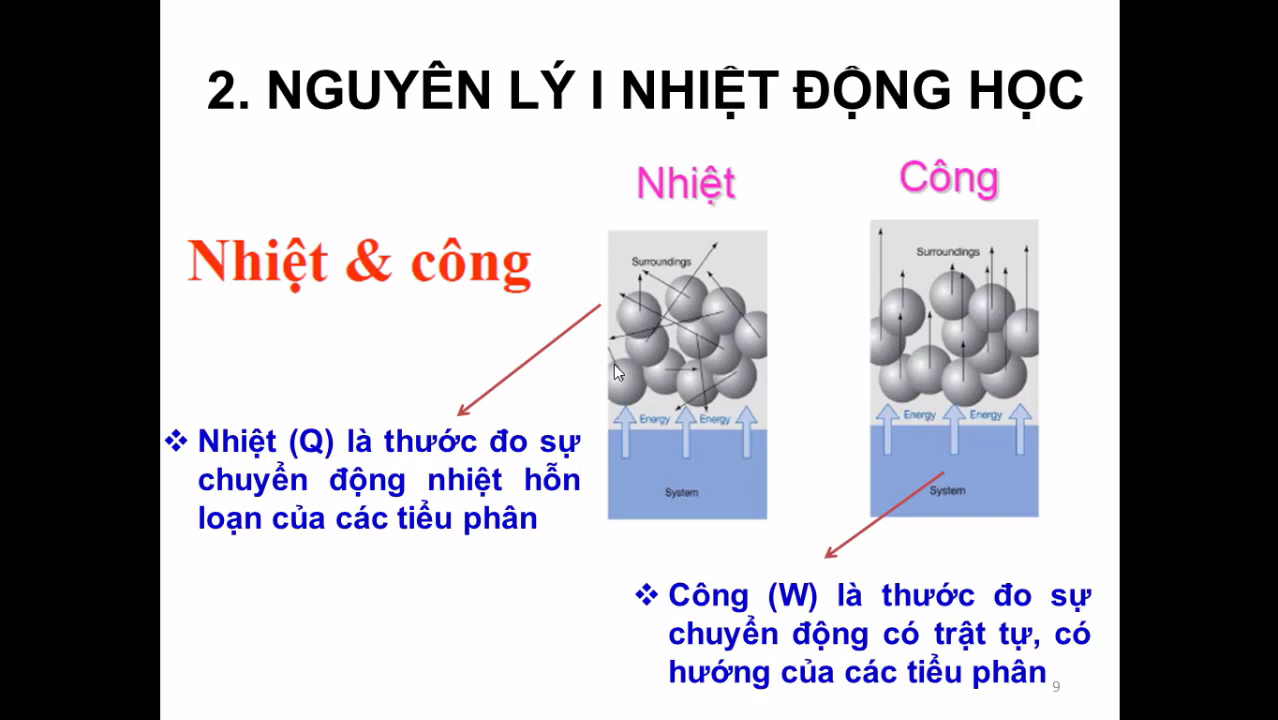 2. NGUYÊN LÝ I NHIỆT ĐỘNG HỌC
Nhiệt
Công
Nhiệt & công
Surroundings
Surroundings
Energy
Energy
Energy
Energy
System
System
❖ Nhiệt (Q) là thước đo sự
chuyển động nhiệt hỗn
loạn của các tiểu phân
❖ Công (W) là thước đo sự
chuyển động có trật tự, có
hướng của các tiểu phân
9